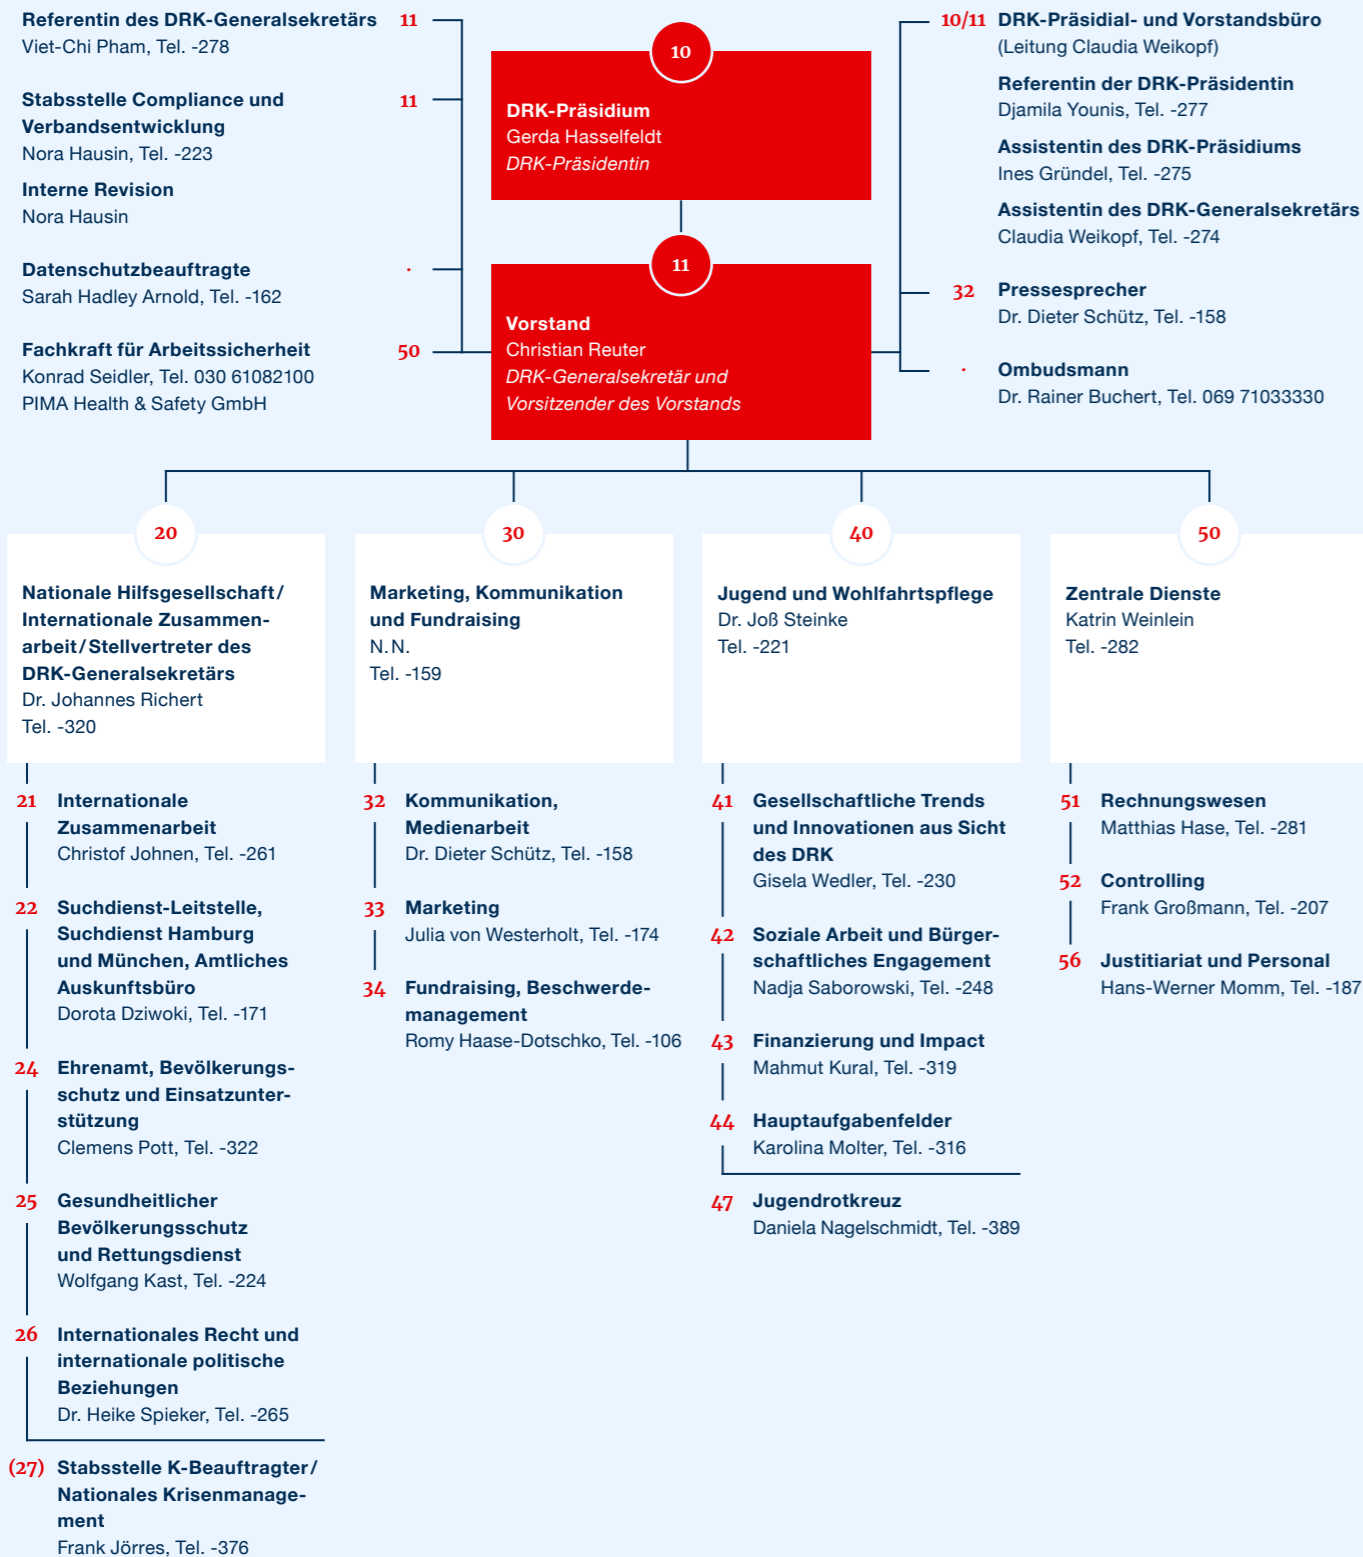 Referenten des DRK-Generalsekretärs 11
Viet-Chi Pham, Tel. -278
Stabsstelle Compliance und 11
Verbandsentwicklung
Nora Hausin, Tel. -223
Interne Revision
Nora Hausin
Datenschutzbeauftragte ·
Sarah Hadley Arnold, Tel. -162
Fachkraft für Arbeitssicherheit 50
Konrad Seidler, Tel. 030 61082100
PIMA Health & Safety GmbH
10
DRK-Präsidium
Gerda Hasselfeldt
DRK-Präsidentin
11
Vorstand
Christian Reuter
DRK-Generalsekretär und
Vorsitzender des Vorstands
10/11 DRK-Präsidial- und Vorstandsbüro
(Leitung Claudia Weikopf)
Referentin der DRK-Präsidentin
Djamila Younis, Tel. -277
Assistentin des DRK-Präsidiums
Ines Gründel, Tel. -275
Assistentin des DRK-Generalsekretärs
Claudia Weikopf, Tel. -274
32 Pressesprecher
Dr. Dieter Schütz, Tel. -158
· Ombudsmann
Dr. Rainer Buchert, Tel. 069 71033330
20
Nationale Hilfsgesellschaft/
Internationale Zusammen-
arbeit/Stellvertreter des
DRK-Generalsekretärs
Dr. Johannes Richert
Tel. -320
21 Internationale
Zusammenarbeit
Christof Johnen, Tel. -261
22 Suchdienst-Leitstelle,
Suchdienst Hamburg
und München, Amtliches
Auskunftsbüro
Dorota Dziwoki, Tel. -171
24 Ehrenamt, Bevölkerungs-
schutz und Einsatzunter-
stützung
Clemens Pott, Tel. -322
25 Gesundheitlicher
Bevölkerungsschutz
und Rettungsdienst
Wolfgang Kast, Tel. -224
26 Internationales Recht und
internationale politische
Beziehungen
Dr. Heike Spieker, Tel. -265
(27) Stabsstelle K-Beauftragter/
Nationales Krisenmanage-
ment
Frank Jörres, Tel. -376
30
Marketing, Kommunikation
und Fundraising
N. N.
Tel. -159
32 Kommunikation,
Medienarbeit
Dr. Dieter Schütz, Tel. -158
33 Marketing
Julia von Westerholt, Tel. -174
34 Fundraising, Beschwerde-
management
Romy Haase-Dotschko, Tel. -106
40
Jugend und Wohlfahrtspflege
Dr. Joß Steinke
Tel. -221
41 Gesellschaftliche Trends
und Innovationen aus Sicht
des DRK
Gisela Wedler, Tel. -230
42 Soziale Arbeit und Bürger-
schaftliches Engagement
Nadja Saborowski, Tel. -248
43 Finanzierung und Impact
Mahmut Kural, Tel. -319
44 Hauptaufgabenfelder
Karolina Molter, Tel. -316
47 Jugendrotkreuz
Daniela Nagelschmidt, Tel. -389
50
Zentrale Dienste
Katrin Weinlein
Tel. -282
51 Rechnungswesen
Matthias Hase, Tel. -281
52 Controlling
Frank Großmann, Tel. -207
56 Justitiariat und Personal
Hans-Werner Momm, Tel. -187